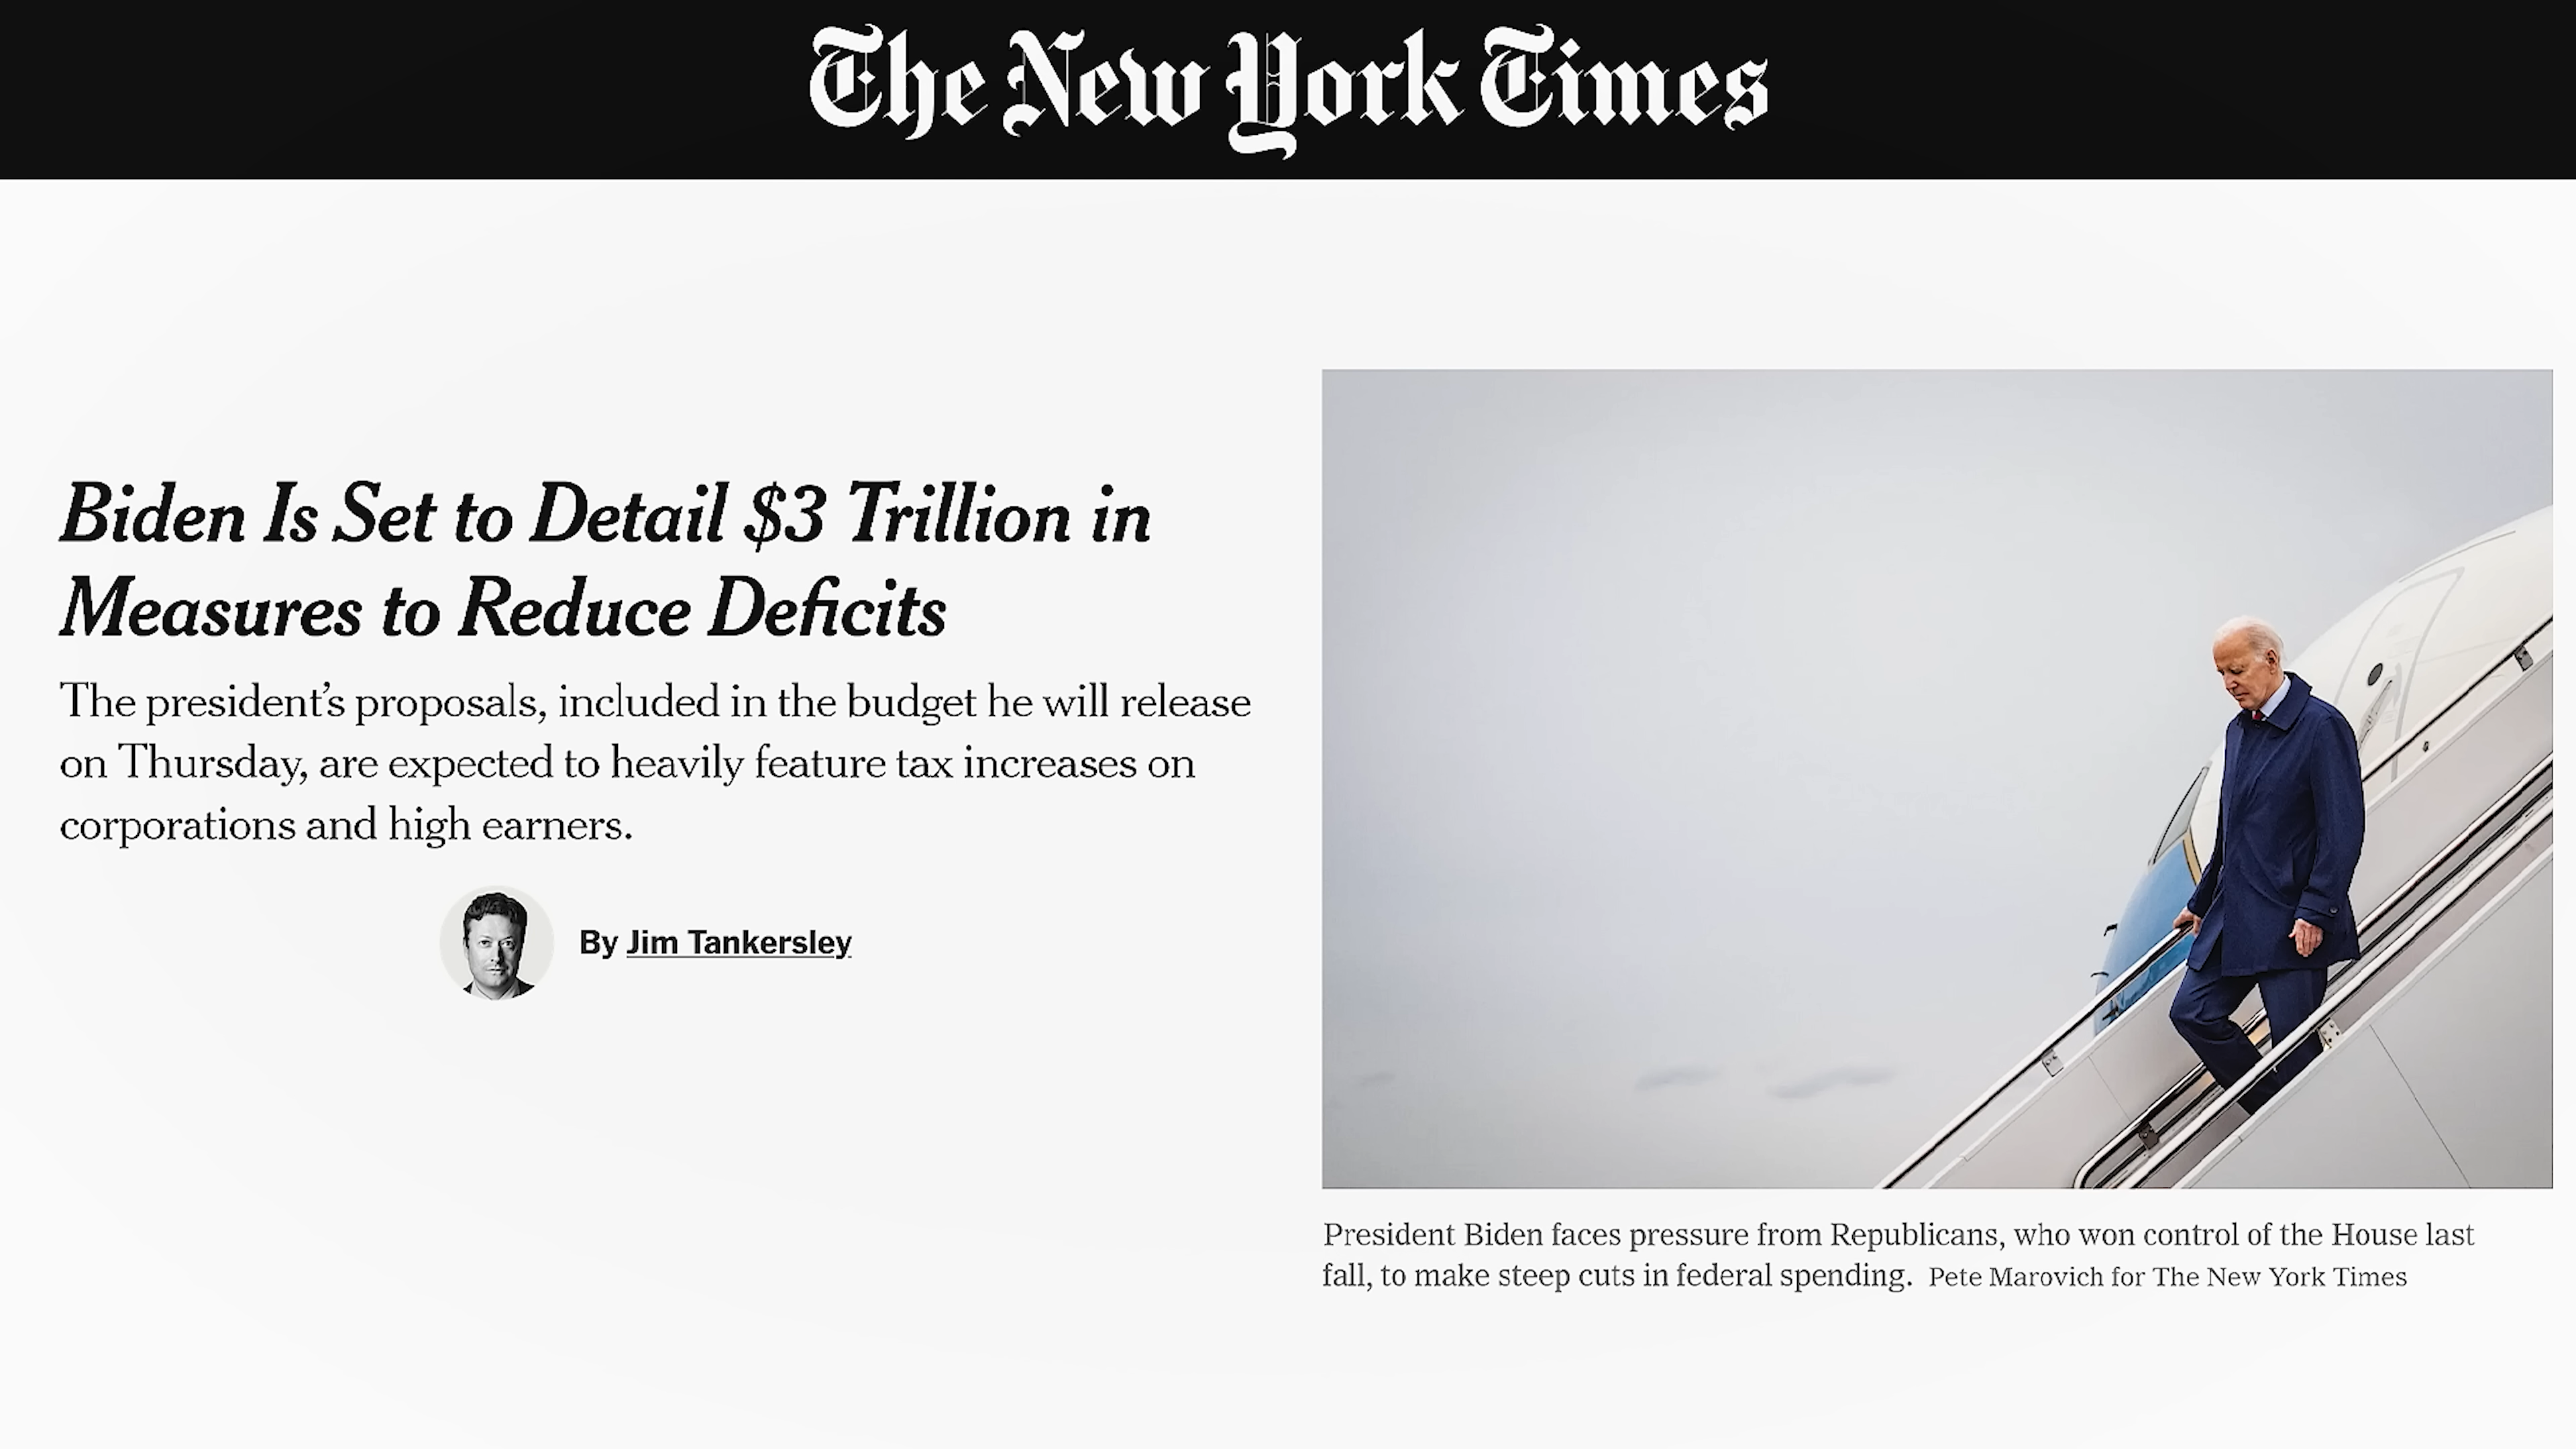 The New York Times
Biden Is Set to Detail $3 Trillion in
Measures to Reduce Deficits
The president’s proposals, included in the budget he will release
on Thursday, are expected to heavily feature tax increases on
corporations and high earners.
By Jim Tankersley
President Biden faces pressure from Republicans, who won control of the House last
fall, to make steep cuts in federal spending. Pete Marovich for The New York Times